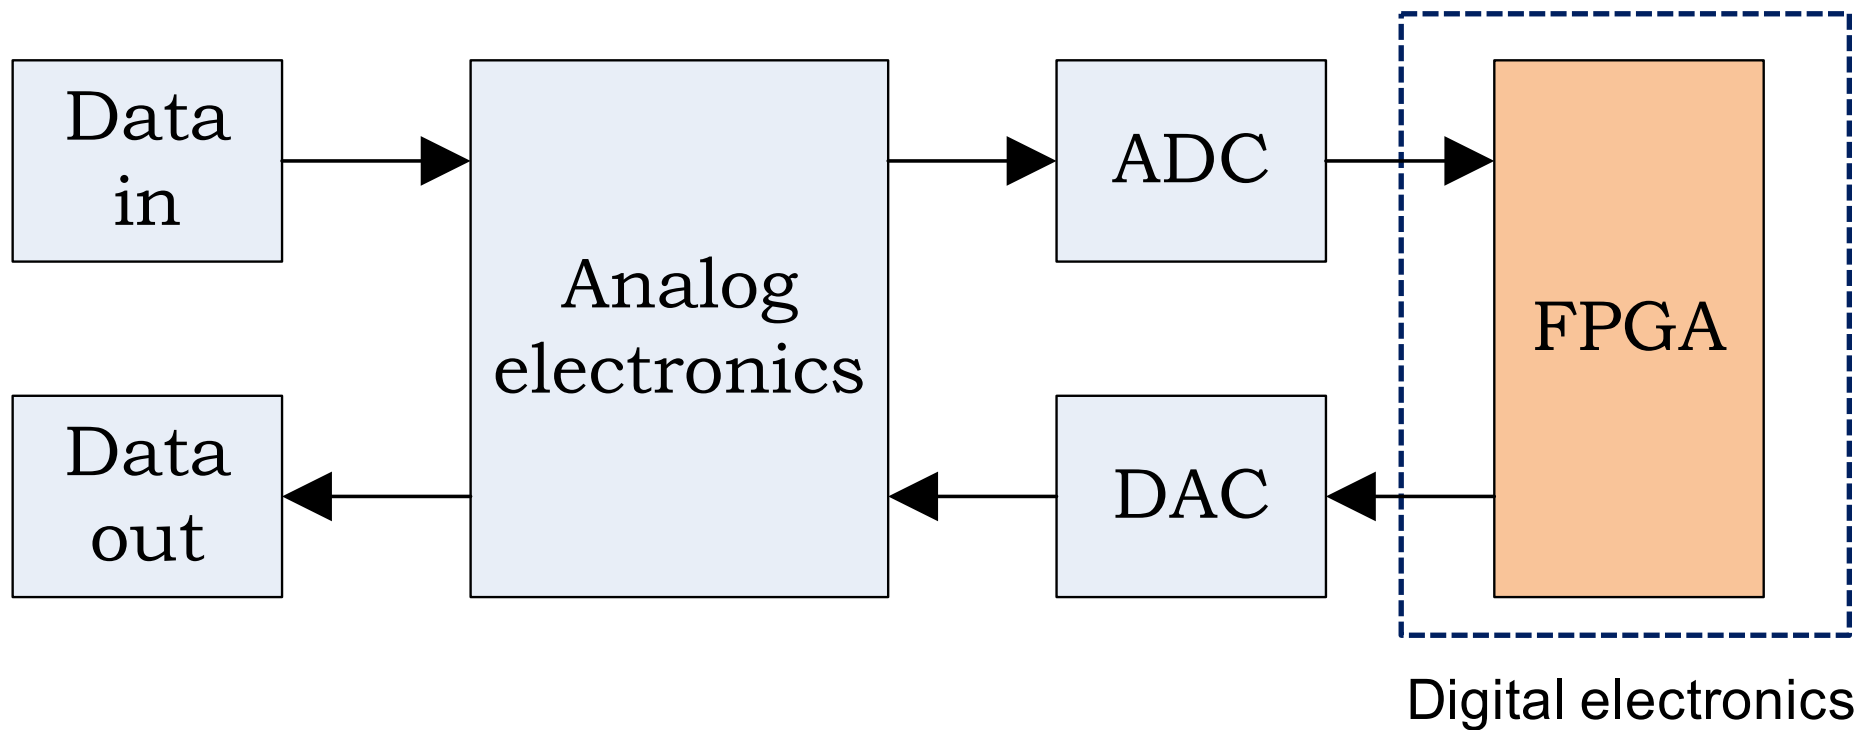 Data
in
Analog
electronics
ADC
FPGA
Data
out
DAC
Digital electronics